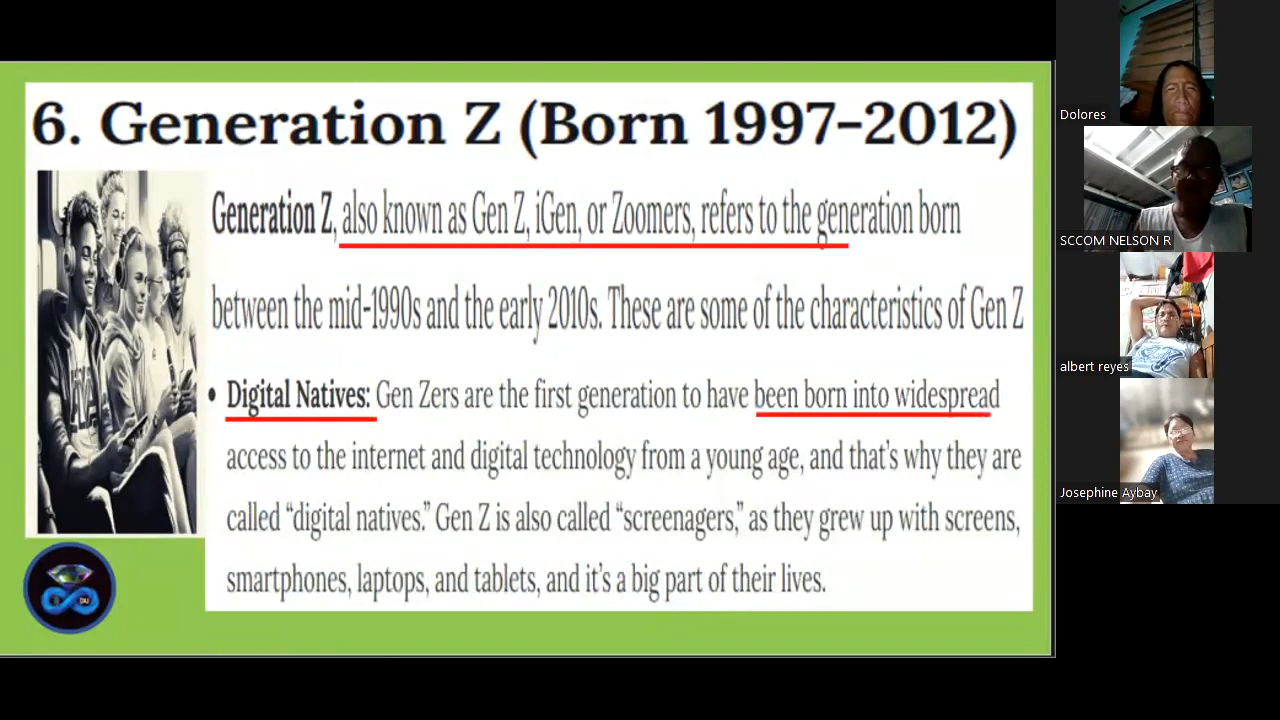 6. Generation Z (Born 1997–2012)
Generation Z, also known as Gen Z, iGen, or Zoomers, refers to the generation born
between the mid-1990s and the early 2010s. These are some of the characteristics of Gen Z
• Digital Natives: Gen Zers are the first generation to have been born into widespread
access to the internet and digital technology from a young age, and that's why they are
called “digital natives.” Gen Z is also called “screenagers,” as they grew up with screens,
smartphones, laptops, and tablets, and it's a big part of their lives.
Dolores
SCCOM NELSON R
albert reyes
Josephine Aybay